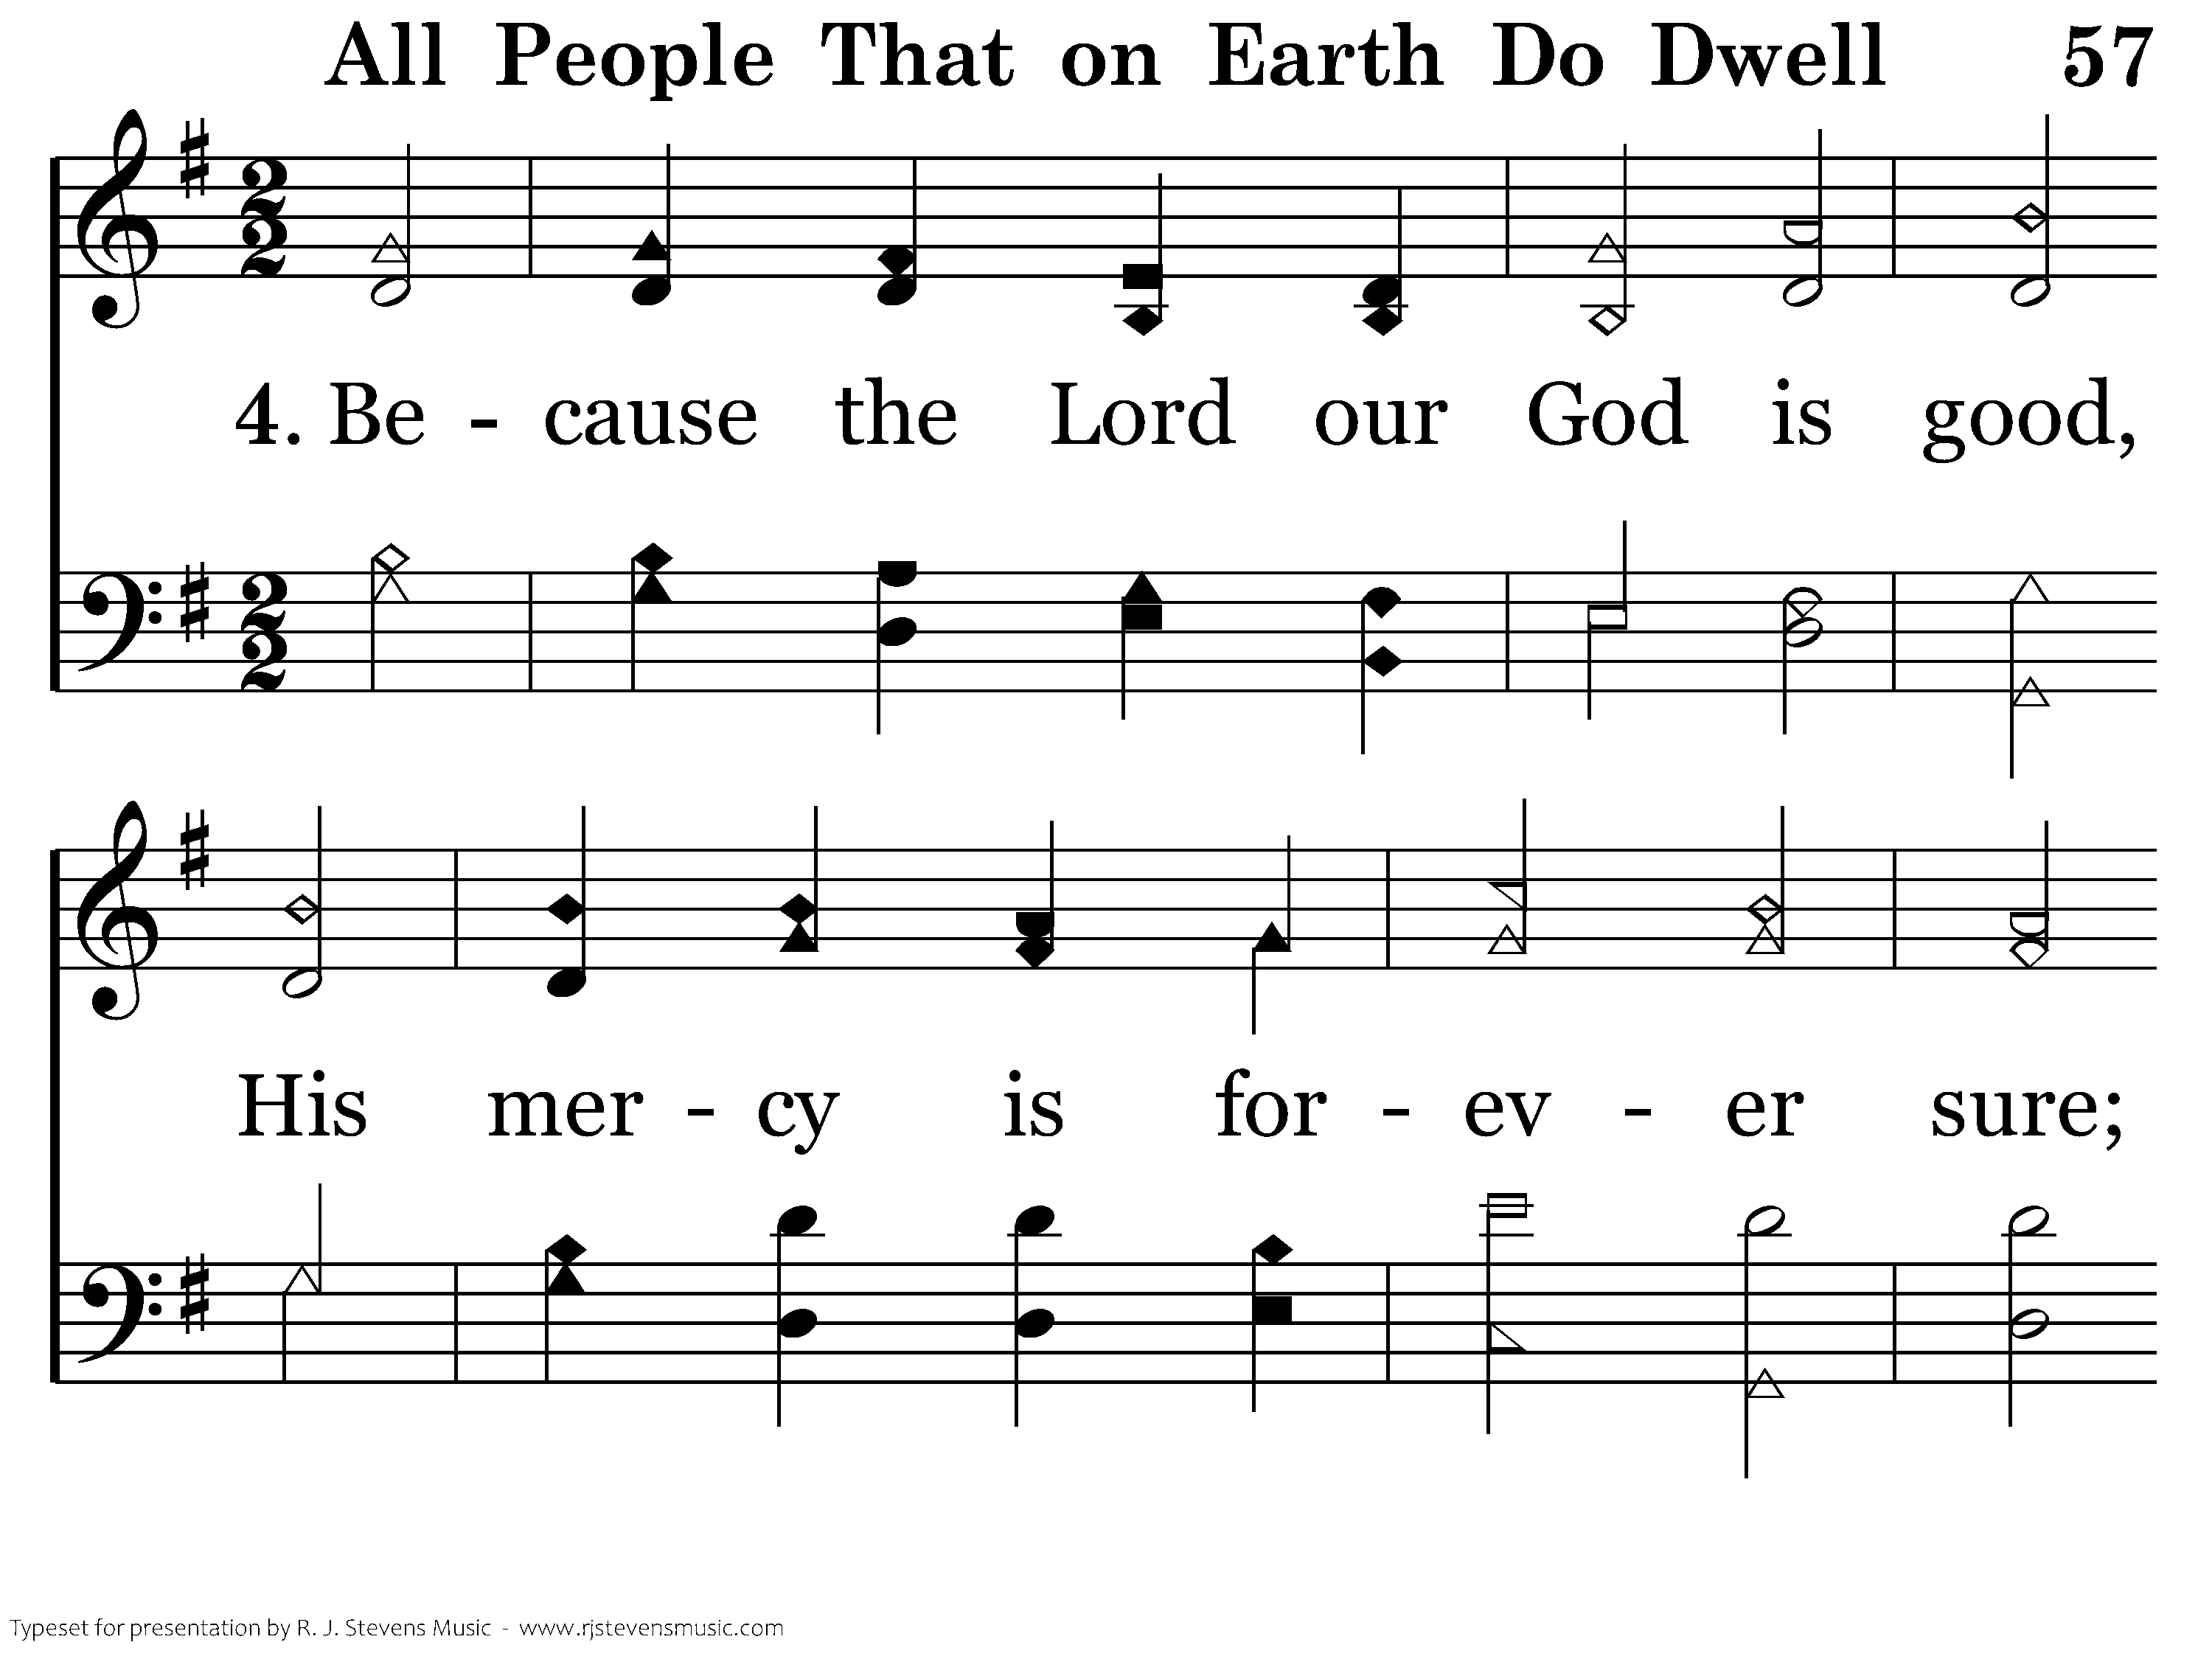 All People That on Earth Do Dwell 57
4. Be - cause the Lord our God is good,
His mer - cy is for - ev - er sure;
Typeset for presentation by R. J. Stevens Music - www.rjstevensmusic.com